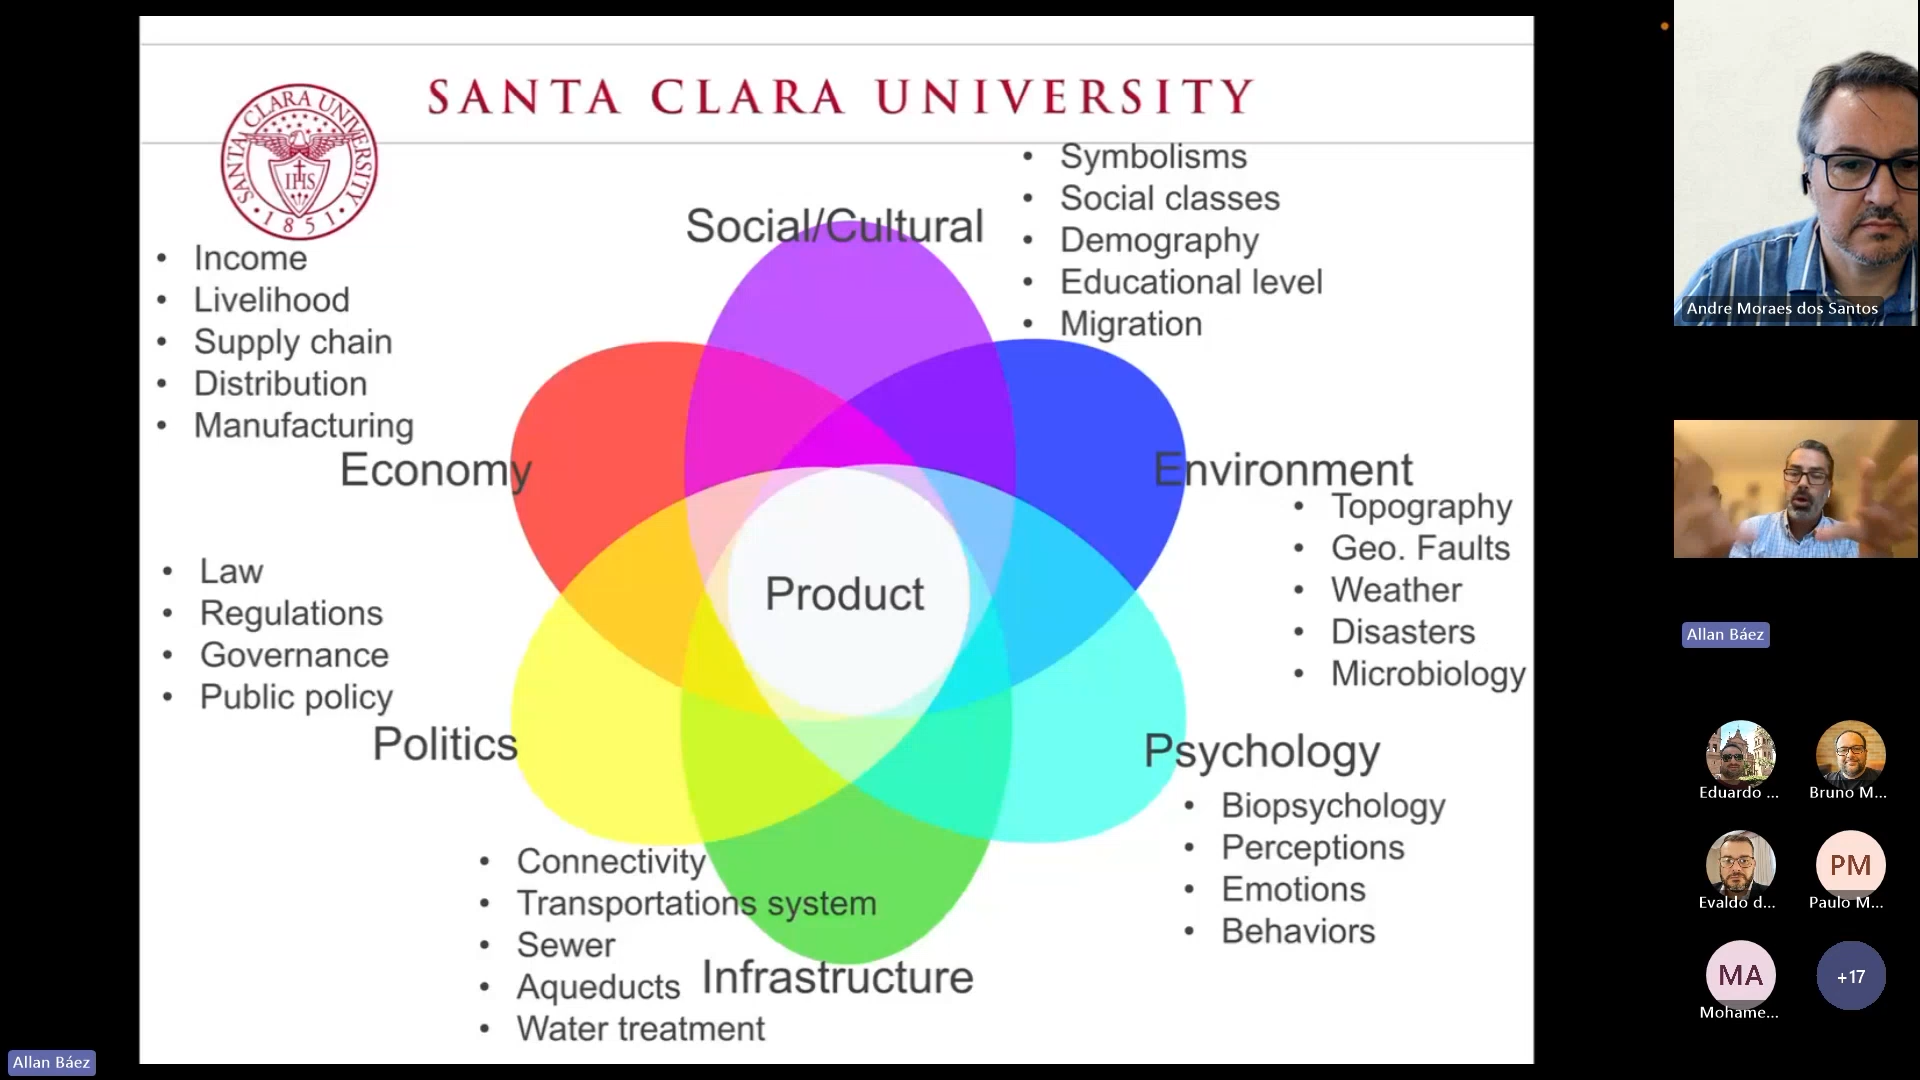 SANTA CLARA UNIVERSITY
SANTA CLARA UNIVERSITY
IHS
1851
Social/Cultural
• Symbolisms
• Social classes
• Demography
• Educational level
• Migration
• Income
• Livelihood
• Supply chain
• Distribution
• Manufacturing
Economy
Environment
• Topography
• Geo. Faults
• Weather
• Disasters
• Microbiology
Product
• Law
• Regulations
• Governance
• Public policy
Politics
Psychology
• Biopsychology
• Perceptions
• Emotions
• Behaviors
• Connectivity
• Transportations system
• Sewer
• Aqueducts
• Water treatment
Infrastructure
Allan Báez
Andre Moraes dos Santos
Allan Báez
Eduardo ...
Bruno M...
Evaldo d...
PM
Paulo M...
MA
Mohame...
+17